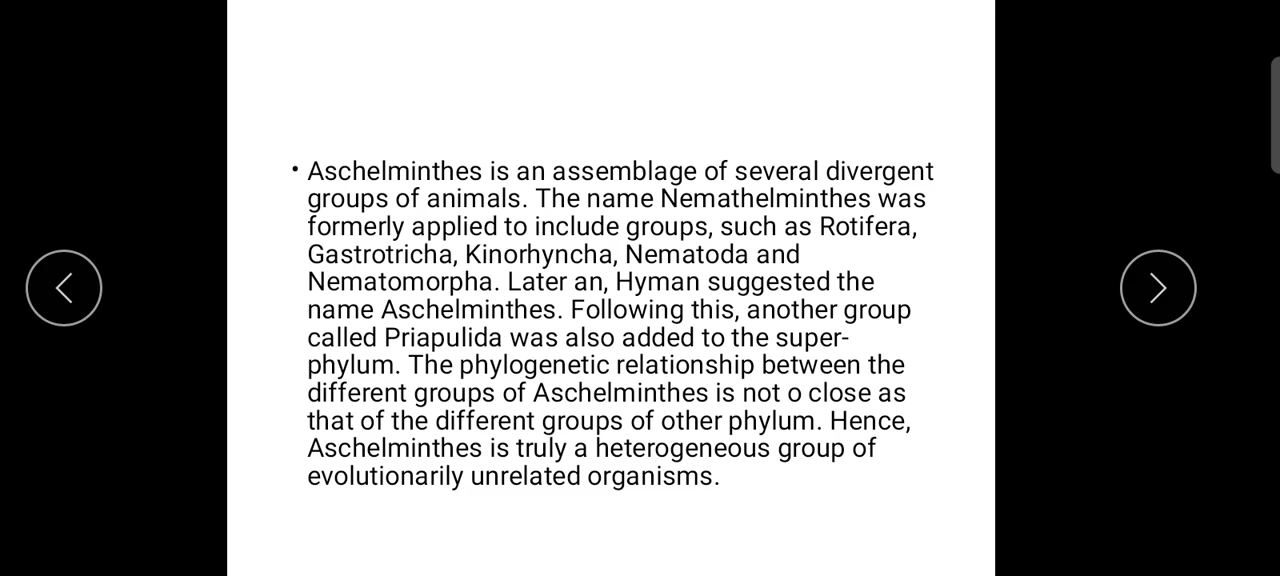 • Aschelminthes is an assemblage of several divergent
groups of animals. The name Nemathelminthes was
formerly applied to include groups, such as Rotifera,
Gastrotricha, Kinorhyncha, Nematoda and
Nematomorpha. Later an, Hyman suggested the
name Aschelminthes. Following this, another group
called Priapulida was also added to the super-
phylum. The phylogenetic relationship between the
different groups of Aschelminthes is not o close as
that of the different groups of other phylum. Hence,
Aschelminthes is truly a heterogeneous group of
evolutionarily unrelated organisms.